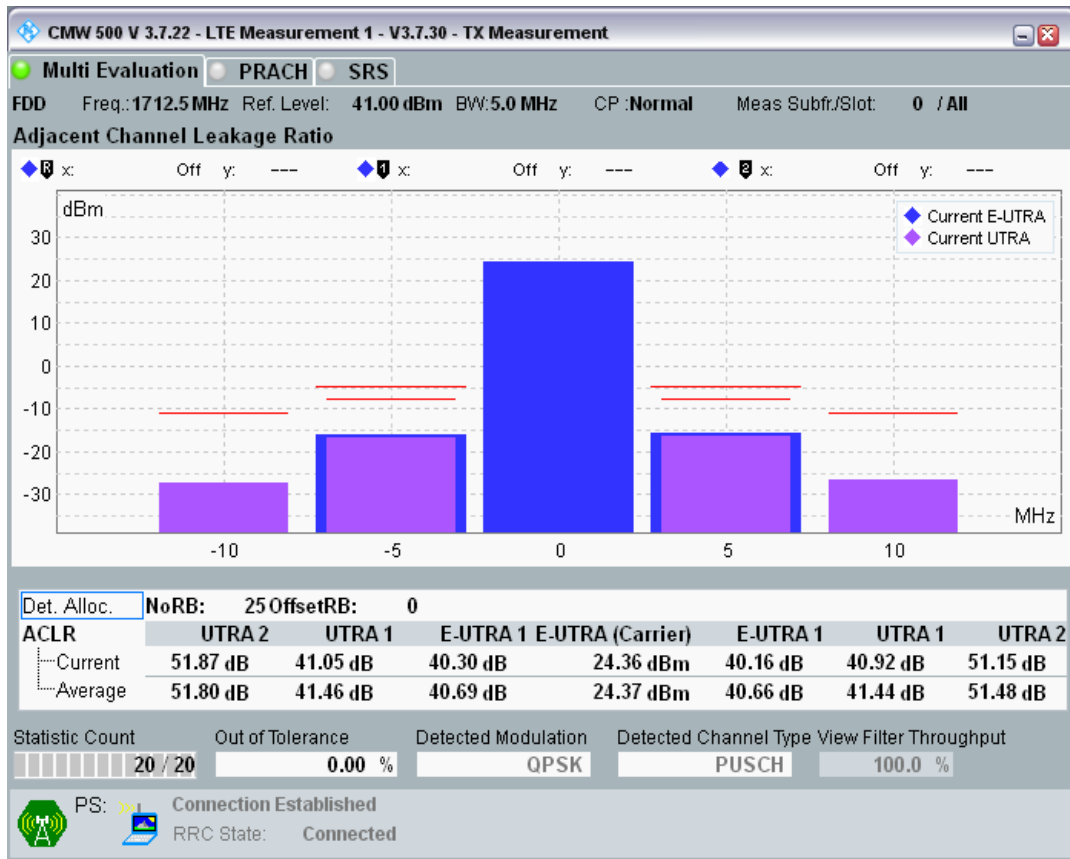 CMW 500 V 3.7.22 - LTE Measurement 1 - V3.7.30 - TX Measurement
Multi Evaluation PRACH SRS
FDD Freq.:1712.5 MHz Ref. Level: 41.00 dBm BW:5.0 MHz CP :Normal Meas Subfr./Slot: 0 / All
Adjacent Channel Leakage Ratio
R x: Off y: --- 1 x: Off y: --- 2 x: Off y: ---
dBm
Current E-UTRA
Current UTRA
30
20
10
0
-10
-20
-30
MHz
-10 -5 0 5 10
Det. Alloc. NoRB: 25 OffsetRB: 0
ACLR UTRA 2 UTRA 1 E-UTRA 1 E-UTRA (Carrier) E-UTRA 1 UTRA 1 UTRA 2
Current 51.87 dB 41.05 dB 40.30 dB 24.36 dBm 40.16 dB 40.92 dB 51.15 dB
Average 51.80 dB 41.46 dB 40.69 dB 24.37 dBm 40.66 dB 41.44 dB 51.48 dB
Statistic Count Out of Tolerance Detected Modulation Detected Channel Type View Filter Throughput
20 / 20 0.00 % QPSK PUSCH 100.0 %
PS: Connection Established
RRC State: Connected